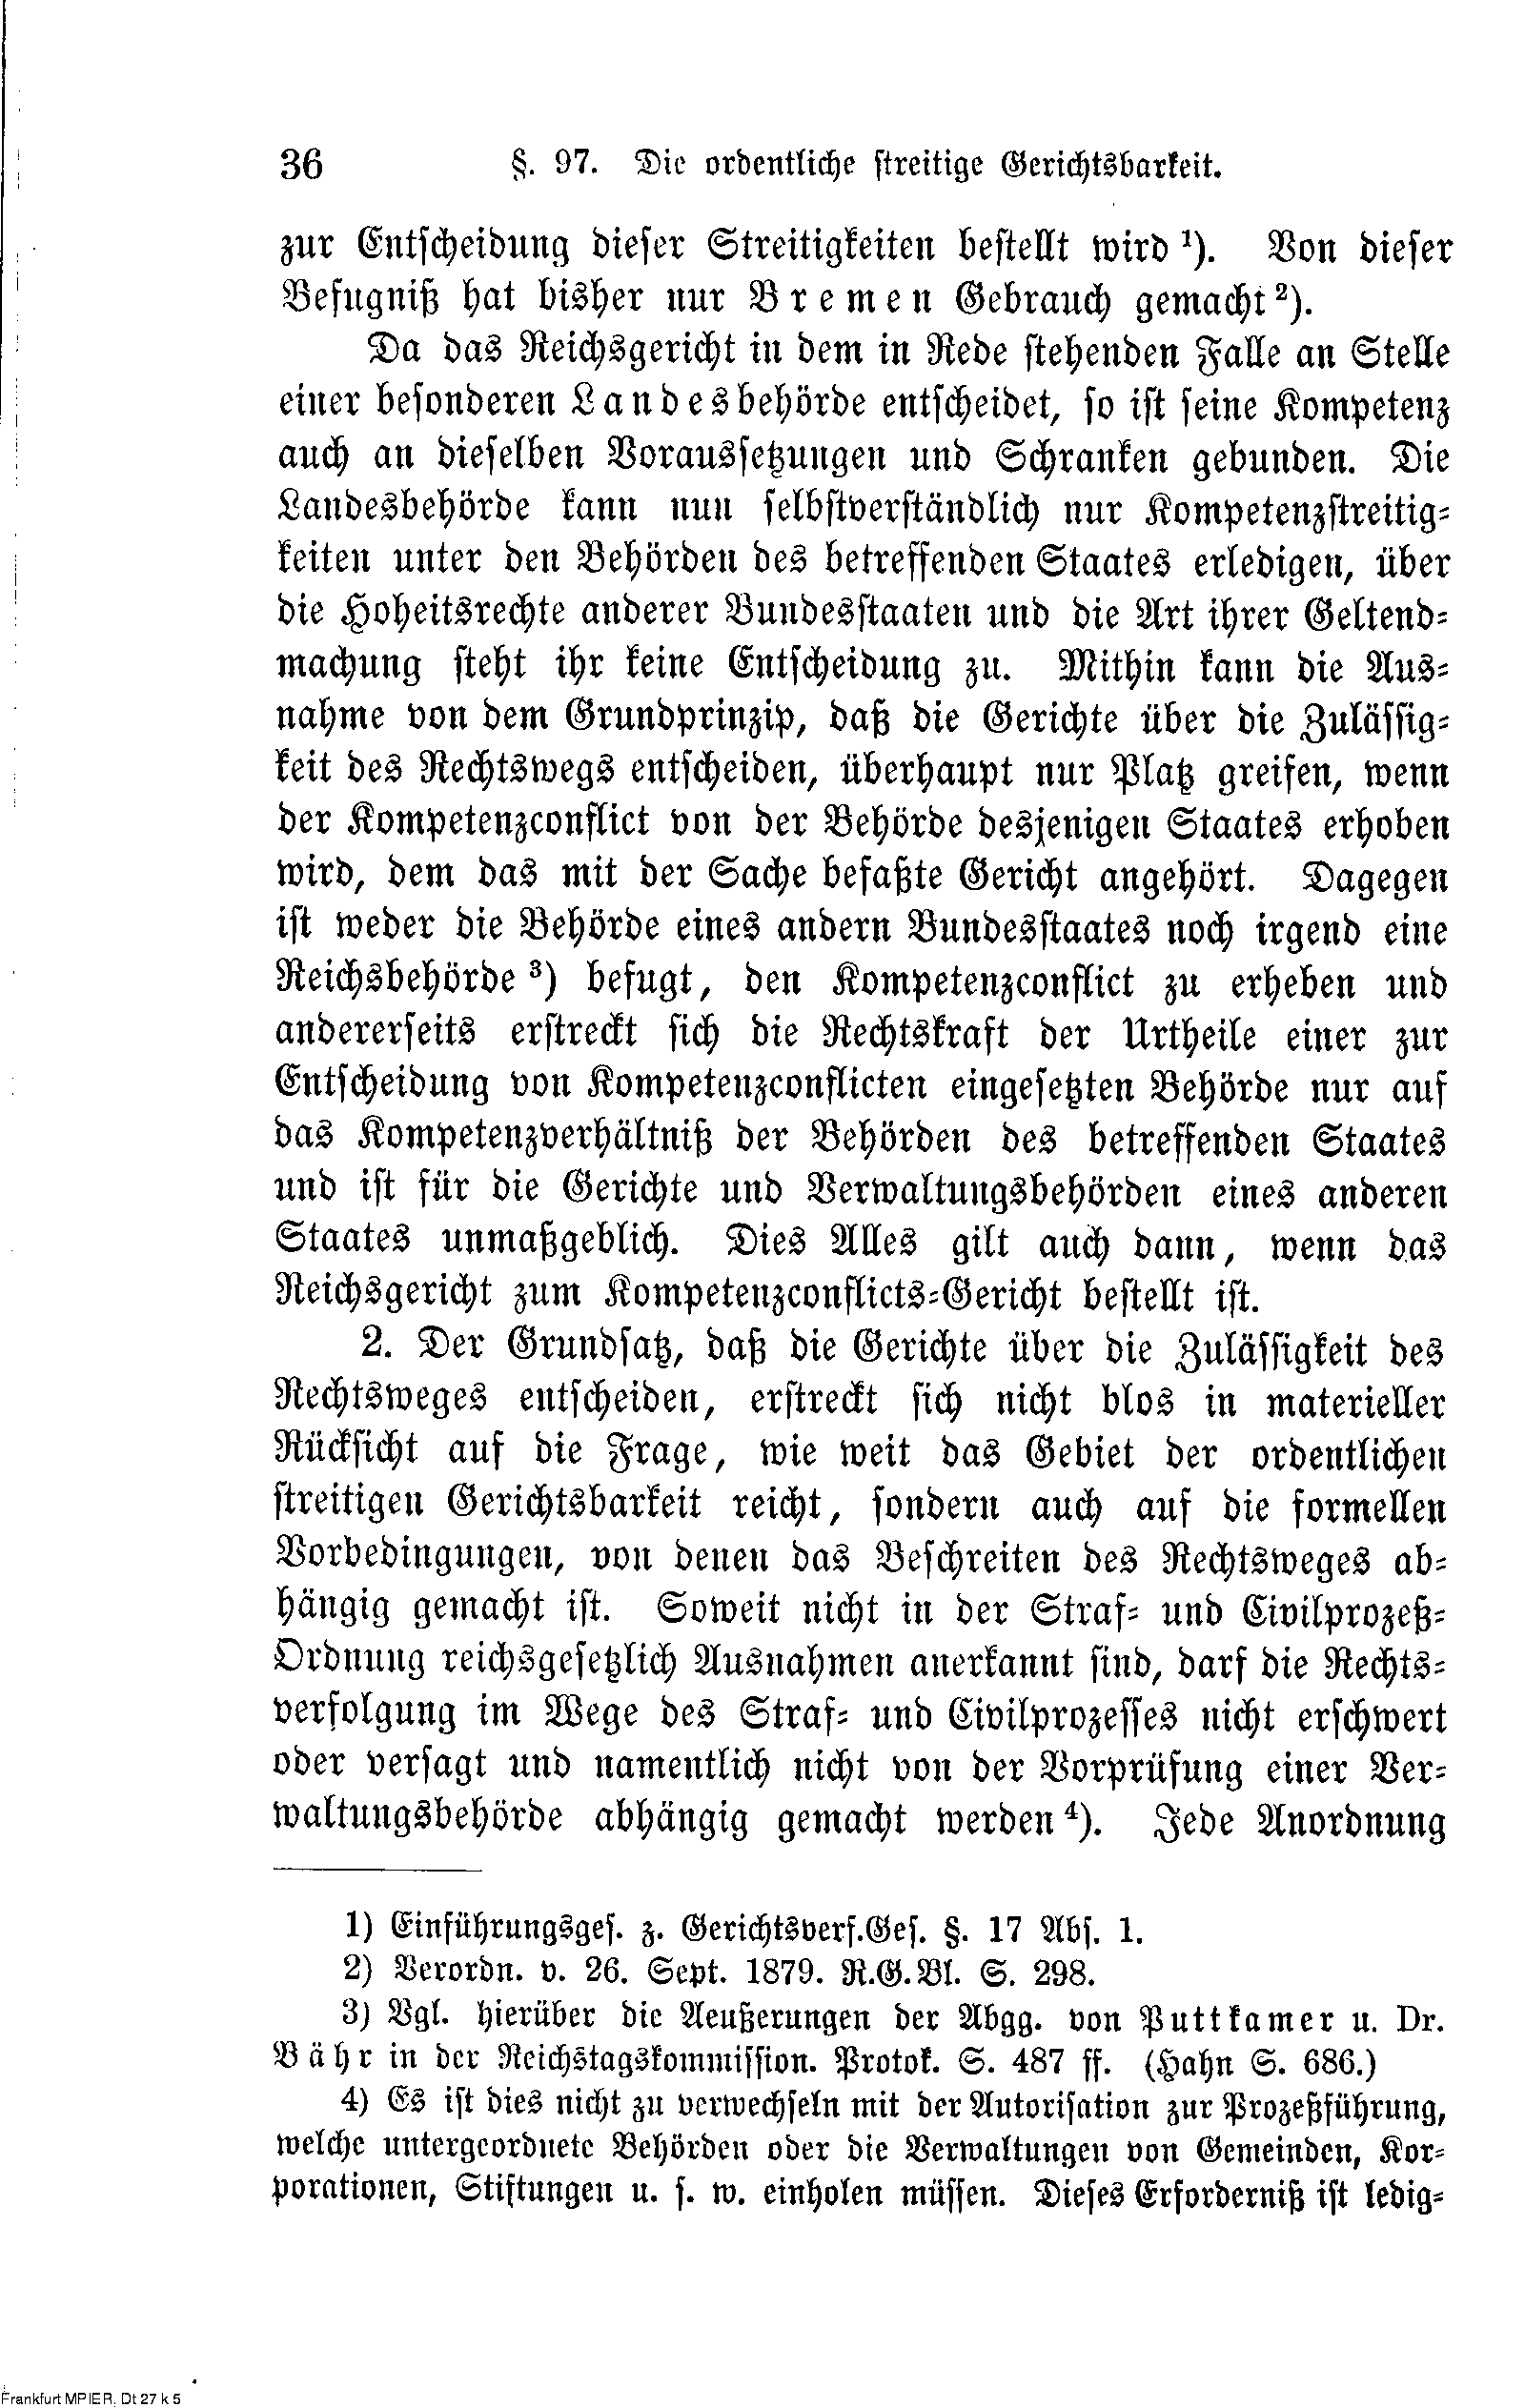 36 §. 97. Die ordentliche streitige Gerichtsbarkeit.
zur Entscheidung dieser Streitigkeiten bestellt wird ¹). Von dieser
Befugniß hat bisher nur Bremen Gebrauch gemacht ²).
Da das Reichsgericht in dem in Rede stehenden Falle an Stelle
einer besonderen Landesbehörde entscheidet, so ist seine Kompetenz
auch an dieselben Voraussetzungen und Schranken gebunden. Die
Landesbehörde kann nun selbstverständlich nur Kompetenzstreitig-
keiten unter den Behörden des betreffenden Staates erledigen, über
die Hoheitsrechte anderer Bundesstaaten und die Art ihrer Geltend-
machung steht ihr keine Entscheidung zu. Mithin kann die Aus-
nahme von dem Grundprinzip, daß die Gerichte über die Zulässig-
keit des Rechtswegs entscheiden, überhaupt nur Platz greifen, wenn
der Kompetenzconflict von der Behörde desjenigen Staates erhoben
wird, dem das mit der Sache befaßte Gericht angehört. Dagegen
ist weder die Behörde eines andern Bundesstaates noch irgend eine
Reichsbehörde ³) befugt, den Kompetenzconflict zu erheben und
andererseits erstreckt sich die Rechtskraft der Urtheile einer zur
Entscheidung von Kompetenzconflicten eingesetzten Behörde nur auf
das Kompetenzverhältniß der Behörden des betreffenden Staates
und ist für die Gerichte und Verwaltungsbehörden eines anderen
Staates unmaßgeblich. Dies Alles gilt auch dann, wenn das
Reichsgericht zum Kompetenzconflicts-Gericht bestellt ist.
2. Der Grundsatz, daß die Gerichte über die Zulässigkeit des
Rechtsweges entscheiden, erstreckt sich nicht blos in materieller
Rücksicht auf die Frage, wie weit das Gebiet der ordentlichen
streitigen Gerichtsbarkeit reicht, sondern auch auf die formellen
Vorbedingungen, von denen das Beschreiten des Rechtsweges ab-
hängig gemacht ist. Soweit nicht in der Straf- und Civilprozeß-
Ordnung reichsgesetzlich Ausnahmen anerkannt sind, darf die Rechts-
verfolgung im Wege des Straf- und Civilprozesses nicht erschwert
oder versagt und namentlich nicht von der Vorprüfung einer Ver-
waltungsbehörde abhängig gemacht werden ⁴). Jede Anordnung
1) Einführungsges. z. Gerichtsverf.Ges. §. 17 Abs. 1.
2) Verordn. v. 26. Sept. 1879. R.G.Bl. S. 298.
3) Vgl. hierüber die Aeußerungen der Abgg. von Puttkamer u. Dr.
Bähr in der Reichstagskommission. Protok. S. 487 ff. (Hahn S. 686.)
4) Es ist dies nicht zu verwechseln mit der Autorisation zur Prozeßführung,
welche untergeordnete Behörden oder die Verwaltungen von Gemeinden, Kor-
porationen, Stiftungen u. s. w. einholen müssen. Dieses Erforderniß ist ledig-
Frankfurt MPIER, Dt 27 k 5